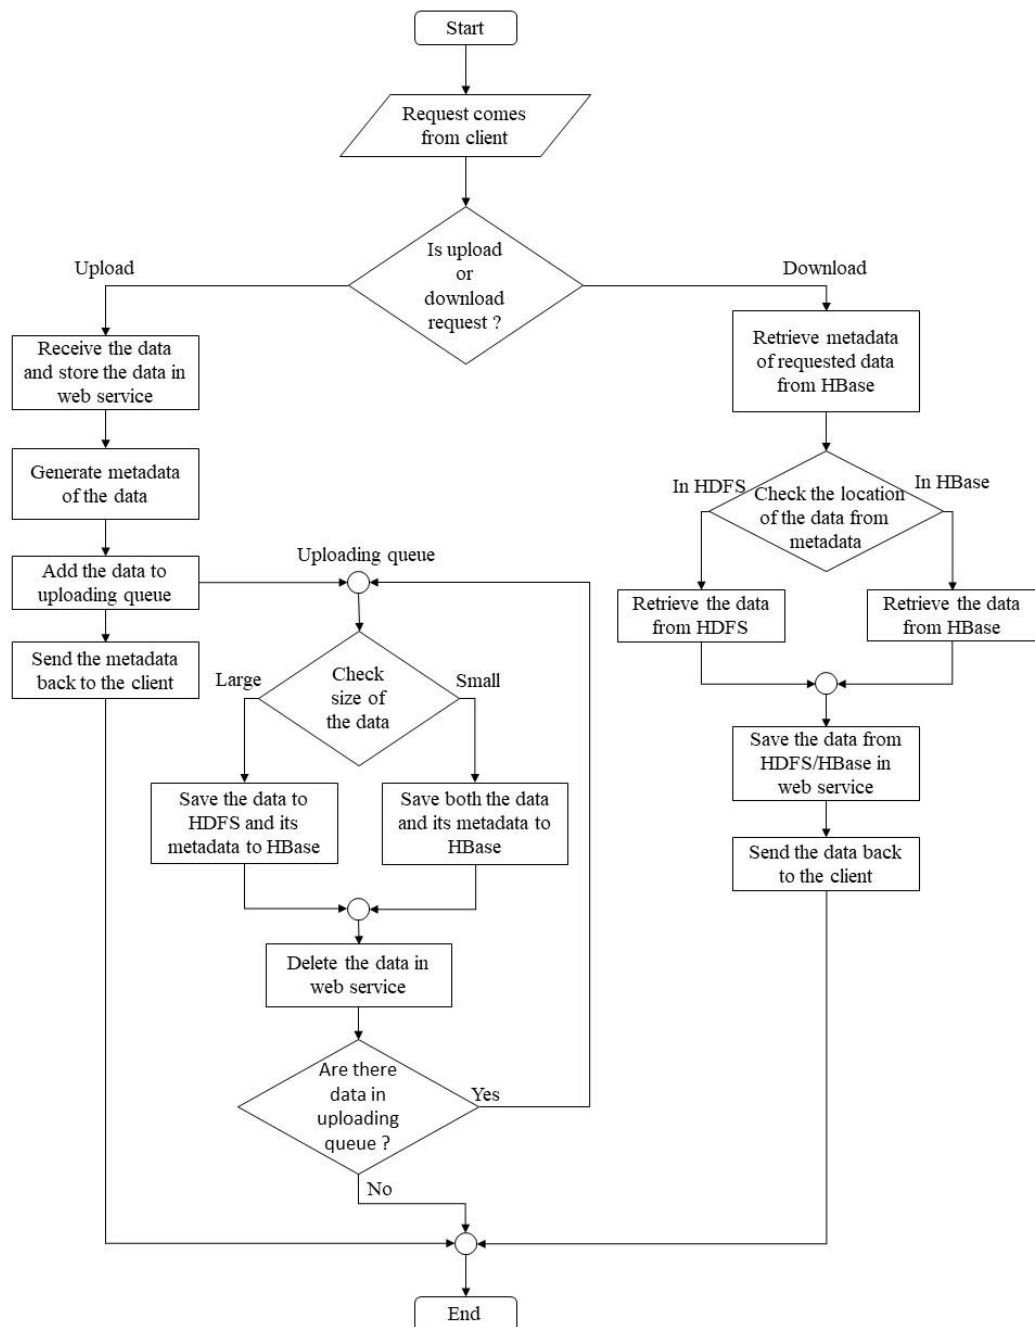 Start
Request comes
from client
Is upload
or
download
request ?
Upload
Download
Receive the data
and store the data in
web service
Generate metadata
of the data
Add the data to
uploading queue
Send the metadata
back to the client
Uploading queue
Check
size of
the data
Large
Small
Save the data to
HDFS and its
metadata to HBase
Save both the data
and its metadata to
HBase
Delete the data in
web service
Are there
data in
uploading
queue ?
Yes
No
Retrieve metadata
of requested data
from HBase
In HDFS
In HBase
Check the location
of the data from
metadata
Retrieve the data
from HDFS
Retrieve the data
from HBase
Save the data from
HDFS/HBase in
web service
Send the data back
to the client
End